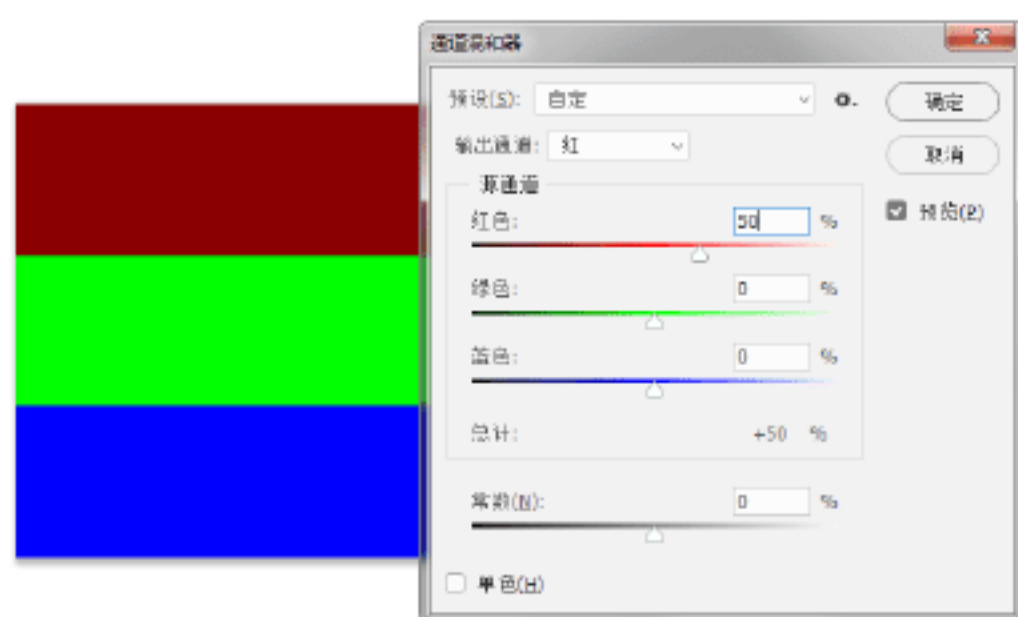 通道混和器
预设(S): 自定
确定
输出通道: 红
取消
源通道
预览(P)
红色: 50 %
绿色: 0 %
蓝色: 0 %
总计: +50 %
常数(N): 0 %
单色(H)